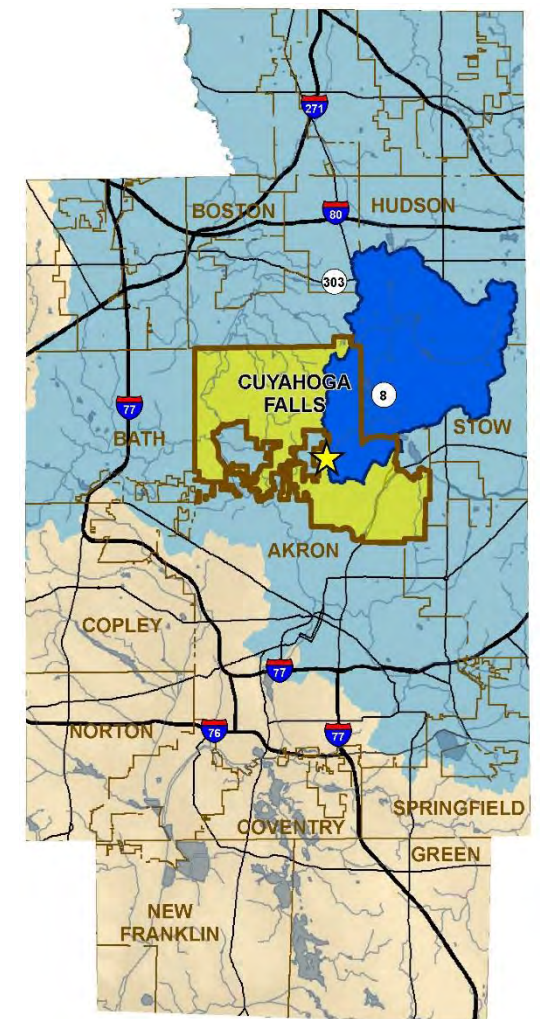 271
BOSTON
HUDSON
80
303
CUYAHOGA
FALLS
8
77
BATH
STOW
AKRON
COPLEY
77
NORTON
76
77
SPRINGFIELD
COVENTRY
GREEN
NEW
FRANKLIN